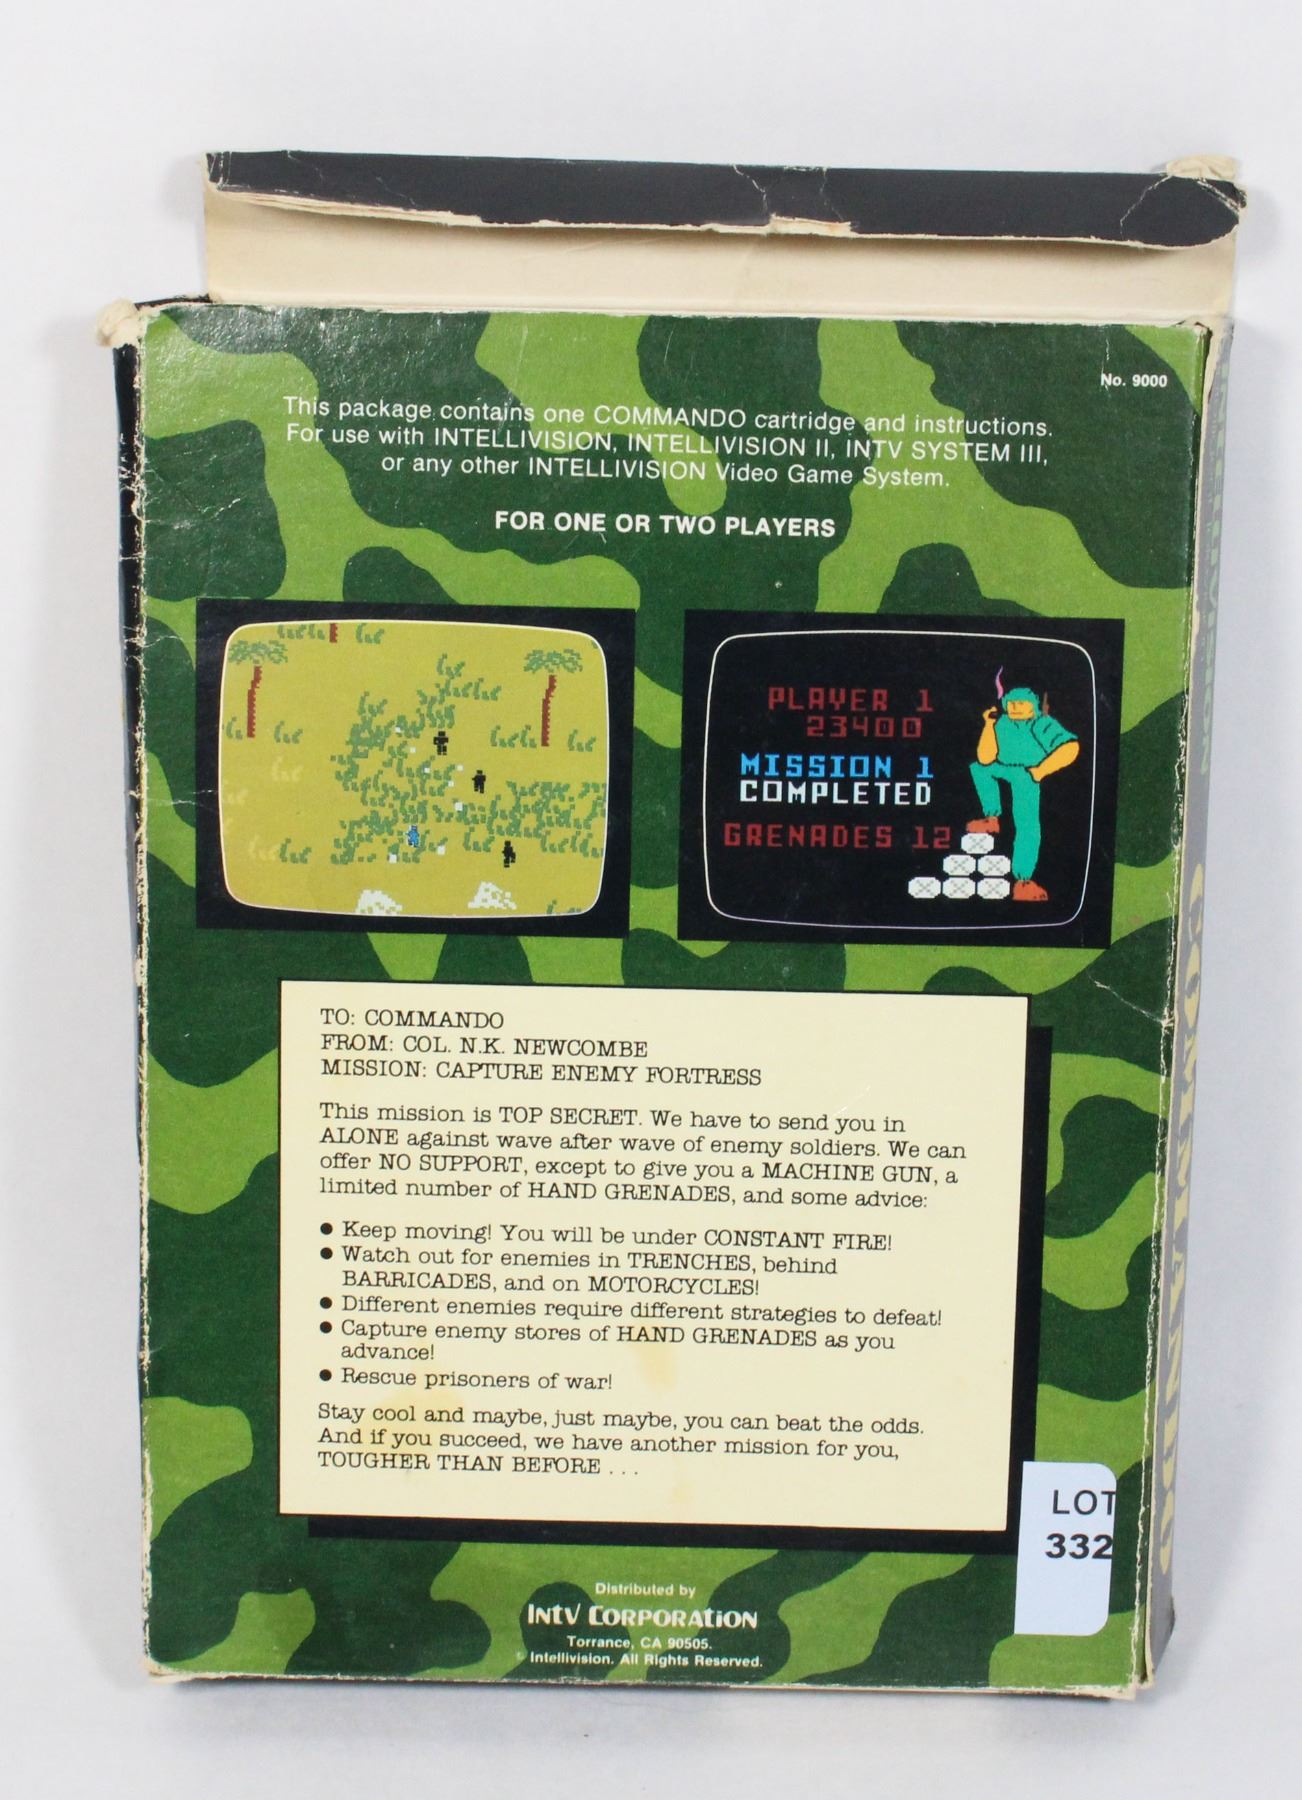 No. 9000
This package contains one COMMANDO cartridge and instructions.
For use with INTELLIVISION, INTELLIVISION II, INTV SYSTEM III,
or any other INTELLIVISION Video Game System.
FOR ONE OR TWO PLAYERS
PLAYER 1
23400
MISSION 1
COMPLETED
GRENADES 12
TO: COMMANDO
FROM: COL. N.K. NEWCOMBE
MISSION: CAPTURE ENEMY FORTRESS
This mission is TOP SECRET. We have to send you in
ALONE against wave after wave of enemy soldiers. We can
offer NO SUPPORT, except to give you a MACHINE GUN, a
limited number of HAND GRENADES, and some advice:
● Keep moving! You will be under CONSTANT FIRE!
● Watch out for enemies in TRENCHES, behind
BARRICADES, and on MOTORCYCLES!
● Different enemies require different strategies to defeat!
● Capture enemy stores of HAND GRENADES as you
advance!
● Rescue prisoners of war!
Stay cool and maybe, just maybe, you can beat the odds.
And if you succeed, we have another mission for you,
TOUGHER THAN BEFORE ...
LOT
332
Distributed by
INTV CORPORATION
Torrance, CA 90505.
© Intellivision. All Rights Reserved.
INTELLIVISION
COMMANDO